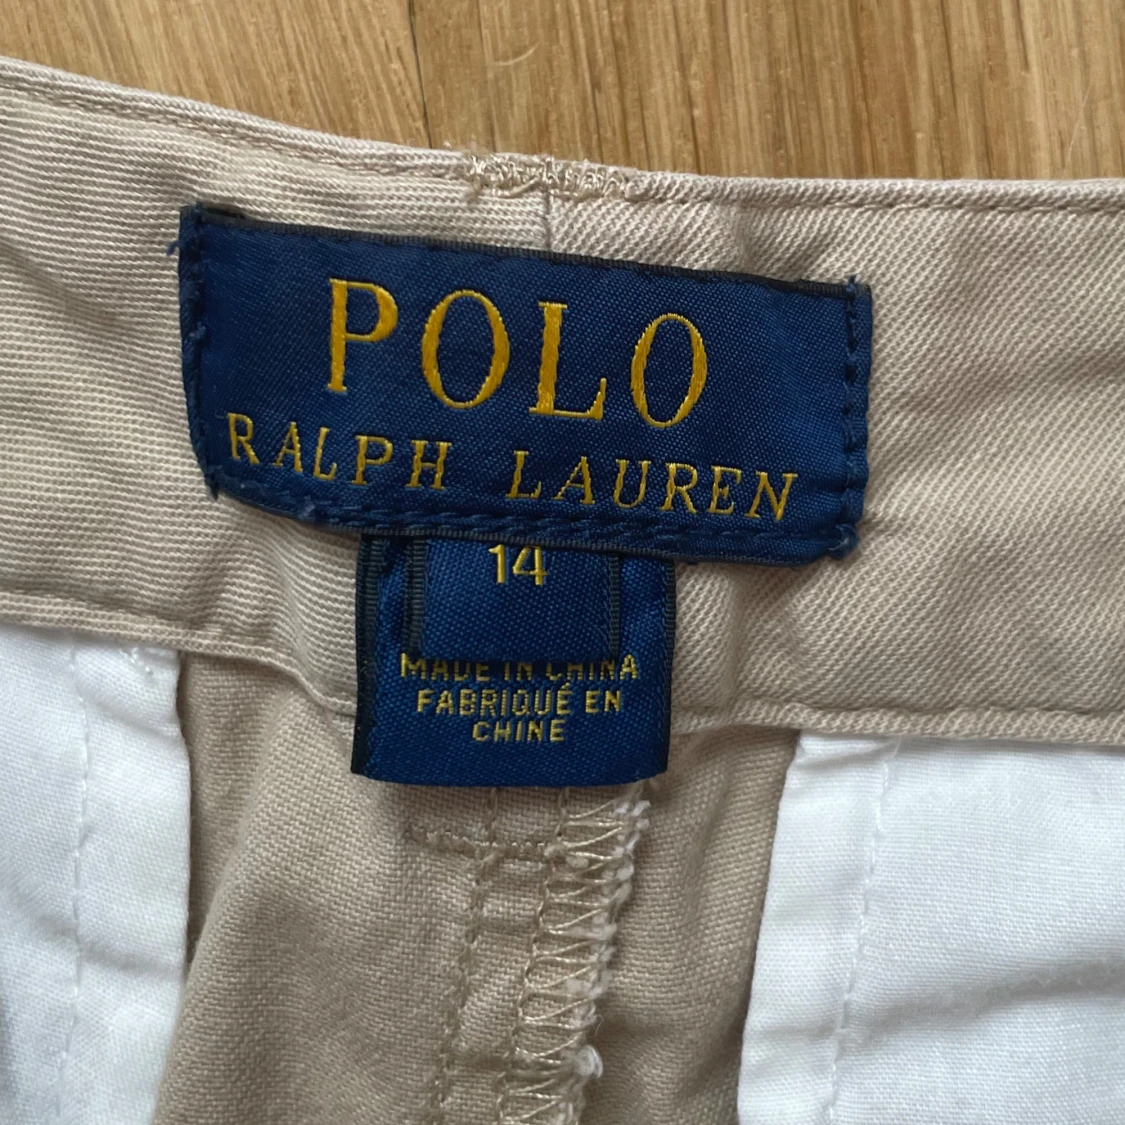 POLO
RALPH LAUREN
14
MADE IN CHINA
FABRIQUÉ EN
CHINE